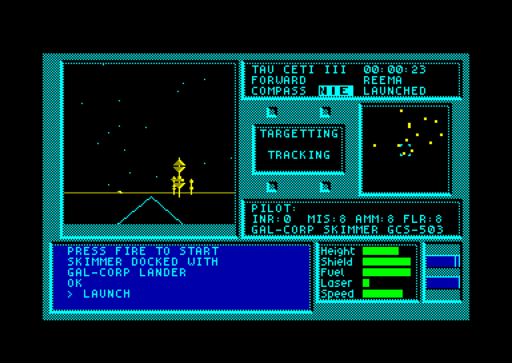 TAU CETI III 00:00:23
FORWARD REEMA
COMPASS NIE LAUNCHED
TARGETTING
TRACKING
PILOT:
INR:0 MIS:8 AMM:8 FLR:8
GAL-CORP SKIMMER GCS-503
PRESS FIRE TO START
SKIMMER DOCKED WITH
GAL-CORP LANDER
OK
> LAUNCH
Height
Shield
Fuel
Laser
Speed